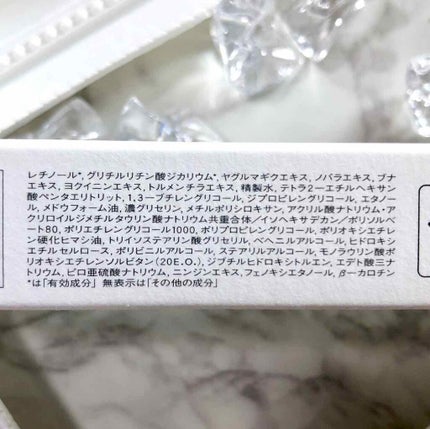 レチノール*, グリチルリチン酸ジカリウム*, ヤグルマギクエキス, ノバラエキス, ブナ
エキス, ヨクイニンエキス, トルメンチラエキス, 精製水, テトラ2-エチルヘキサン
酸ペンタエリトリット, 1,3-ブチレングリコール, ジプロピレングリコール, エタノー
ル, メドウフォーム油, 濃グリセリン, メチルポリシロキサン, アクリル酸ナトリウム・ア
クリロイルジメチルタウリン酸ナトリウム共重合体/イソヘキサデカン/ポリソルベ
ート80, ポリエチレングリコール1000, ポリプロピレングリコール, ポリオキシエチレ
ン硬化ヒマシ油, トリイソステアリン酸グリセリル, ベヘニルアルコール, ヒドロキシ
エチルセルロース, ポリビニルアルコール, ステアリルアルコール, モノラウリン酸ポ
リオキシエチレンソルビタン(20E.O.), ジブチルヒドロキシトルエン, エデト酸三ナ
トリウム, ピロ亜硫酸ナトリウム, ニンジンエキス, フェノキシエタノール, β-カロチン
*は「有効成分」 無表示は「その他の成分」